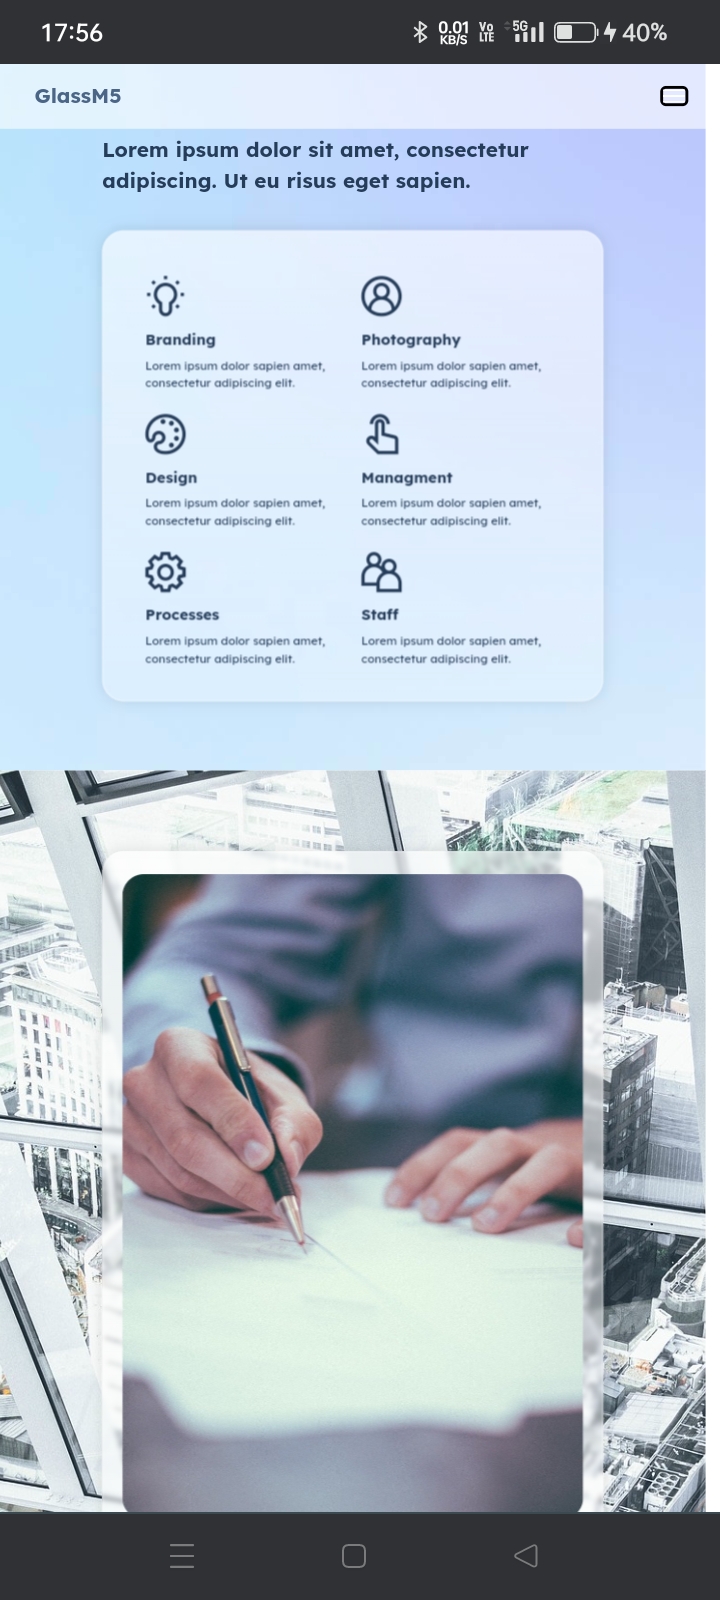 17:56
0.01 KB/S Vo LTE 5G 40%
GlassM5
Lorem ipsum dolor sit amet, consectetur
adipiscing. Ut eu risus eget sapien.
Branding
Lorem ipsum dolor sapien amet,
consectetur adipiscing elit.
Photography
Lorem ipsum dolor sapien amet,
consectetur adipiscing elit.
Design
Lorem ipsum dolor sapien amet,
consectetur adipiscing elit.
Managment
Lorem ipsum dolor sapien amet,
consectetur adipiscing elit.
Processes
Lorem ipsum dolor sapien amet,
consectetur adipiscing elit.
Staff
Lorem ipsum dolor sapien amet,
consectetur adipiscing elit.